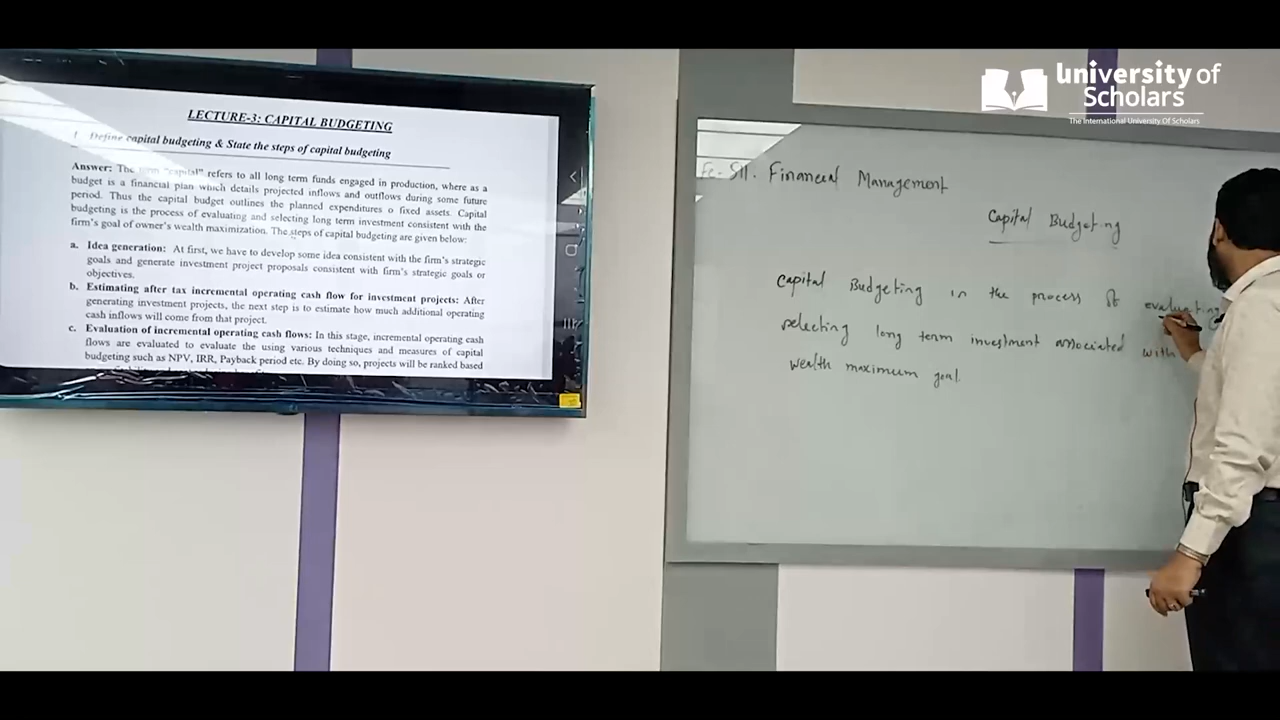 University of
Scholars
The International University Of Scholars
LECTURE-3: CAPITAL BUDGETING
1. Define capital budgeting & State the steps of capital budgeting
Answer: The term "capital" refers to all long term funds engaged in production, where as a
budget is a financial plan which details projected inflows and outflows during some future
period. Thus the capital budget outlines the planned expenditures o fixed assets. Capital
budgeting is the process of evaluating and selecting long term investment consistent with the
firm's goal of owner's wealth maximization. The steps of capital budgeting are given below:
a. Idea generation: At first, we have to develop some idea consistent with the firm's strategic
goals and generate investment project proposals consistent with firm's strategic goals or
objectives.
b. Estimating after tax incremental operating cash flow for investment projects: After
generating investment projects, the next step is to estimate how much additional operating
cash inflows will come from that project.
c. Evaluation of incremental operating cash flows: In this stage, incremental operating cash
flows are evaluated to evaluate the using various techniques and measures of capital
budgeting such as NPV, IRR, Payback period etc. By doing so, projects will be ranked based
511. Financial Management
Capital Budgeting
Capital Budgeting is the process of evaluating
selecting long term investment associated with
wealth maximum goal.